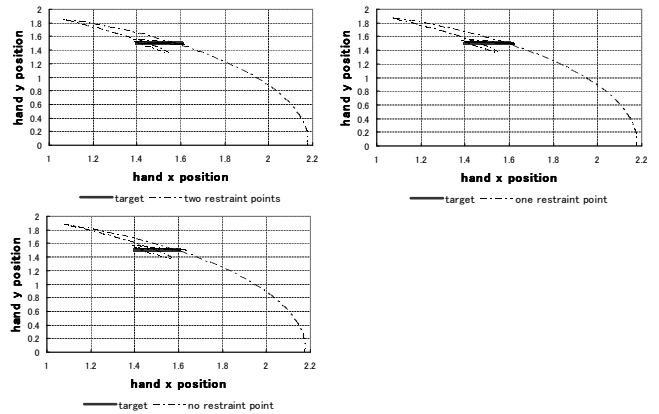 2
1.8
1.6
1.4
1.2
1
0.8
0.6
0.4
0.2
0
hand y position
1 1.2 1.4 1.6 1.8 2 2.2
hand x position
target two restraint points
2
1.8
1.6
1.4
1.2
1
0.8
0.6
0.4
0.2
0
hand y position
1 1.2 1.4 1.6 1.8 2 2.2
hand x position
target one restraint point
2
1.8
1.6
1.4
1.2
1
0.8
0.6
0.4
0.2
0
hand y position
1 1.2 1.4 1.6 1.8 2 2.2
hand x position
target no restraint point